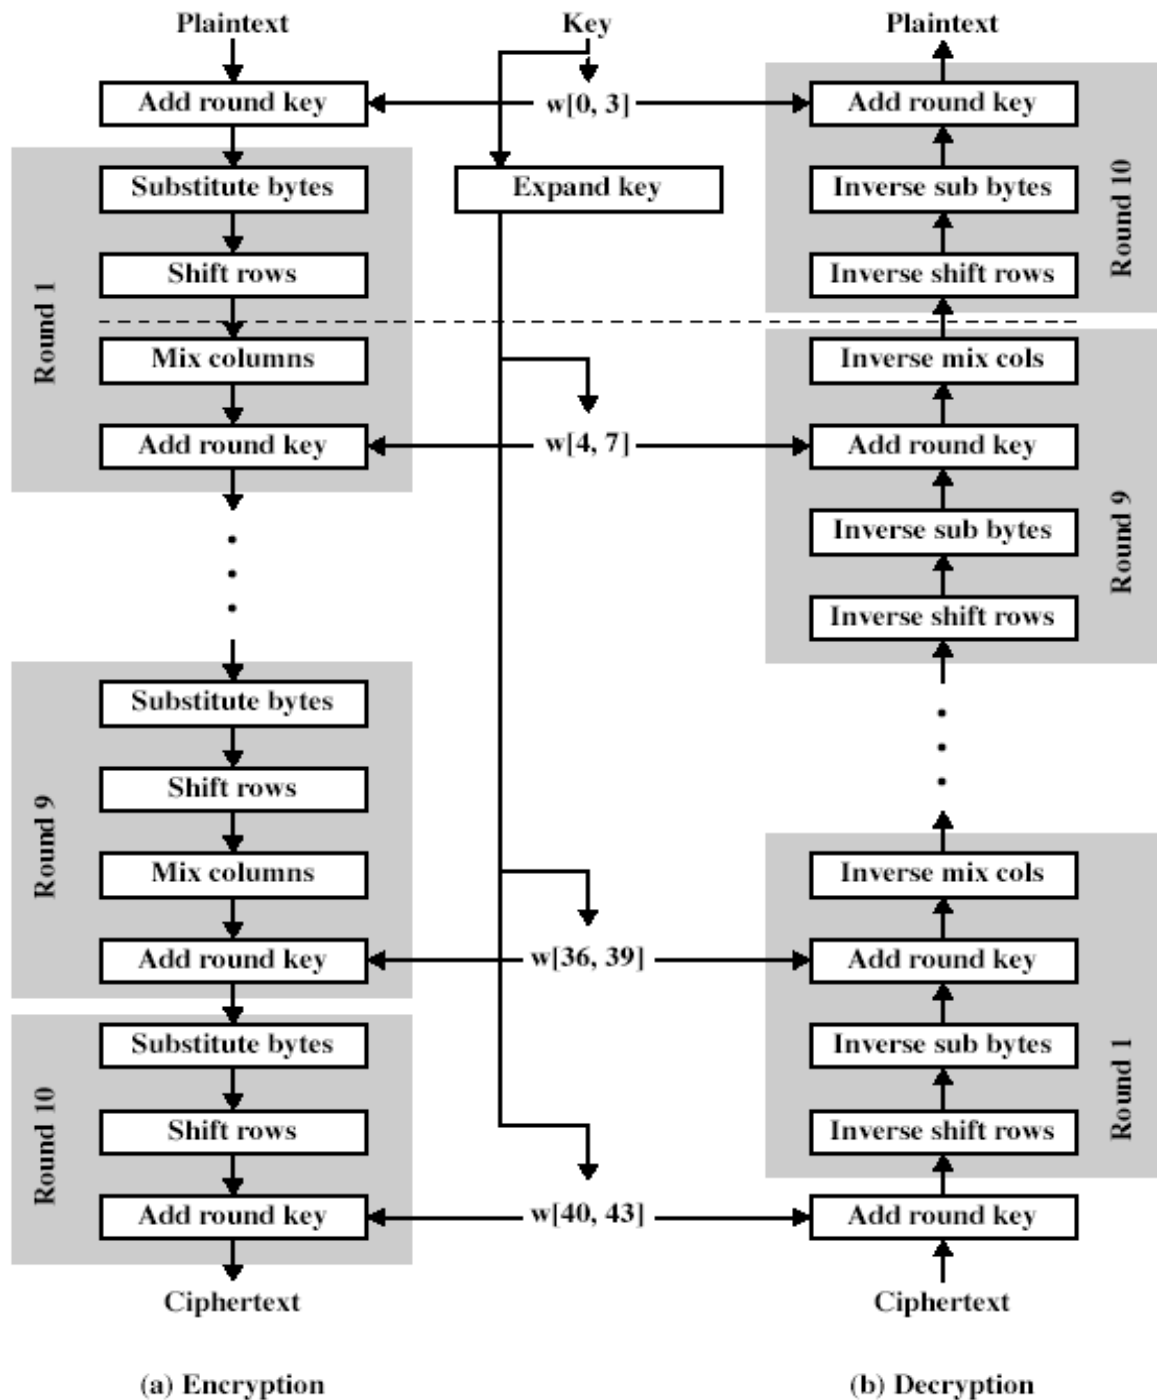 Plaintext
Key
Plaintext
Add round key
w[0, 3]
Add round key
Substitute bytes
Expand key
Inverse sub bytes
Round 10
Shift rows
Inverse shift rows
Round 1
Mix columns
Inverse mix cols
Add round key
w[4, 7]
Add round key
Inverse sub bytes
Round 9
Inverse shift rows
Substitute bytes
Shift rows
Round 9
Mix columns
Inverse mix cols
Add round key
w[36, 39]
Add round key
Substitute bytes
Inverse sub bytes
Round 1
Round 10
Shift rows
Inverse shift rows
Add round key
w[40, 43]
Add round key
Ciphertext
Ciphertext
(a) Encryption
(b) Decryption